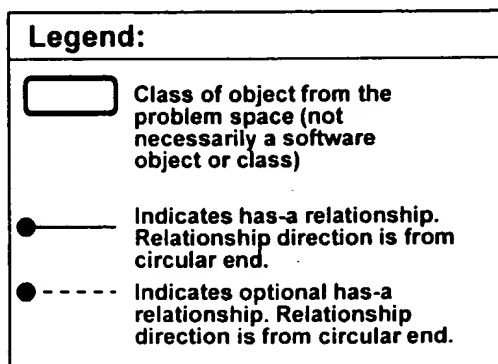 Legend:
Class of object from the
problem space (not
necessarily a software
object or class)
Indicates has-a relationship.
Relationship direction is from
circular end.
Indicates optional has-a
relationship. Relationship
direction is from circular end.